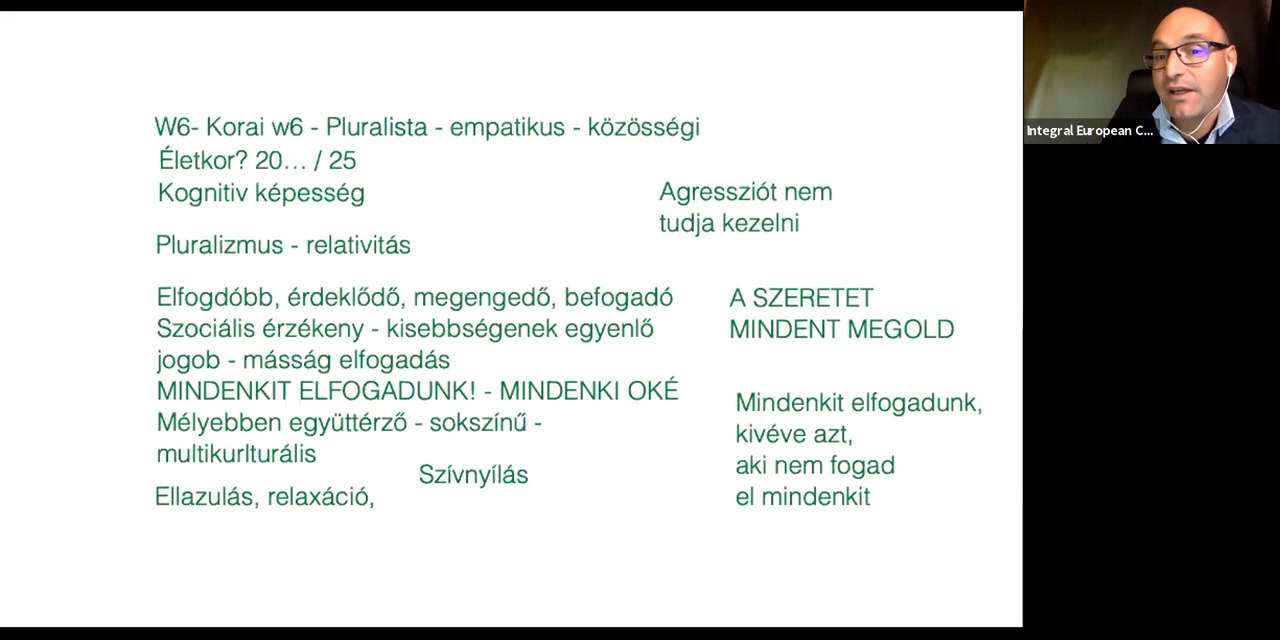 W6- Korai w6 - Pluralista - empatikus - közösségi
Életkor? 20… / 25
Kognitiv képesség
Agressziót nem
tudja kezelni
Pluralizmus - relativitás
Elfogdóbb, érdeklődő, megengedő, befogadó
Szociális érzékeny - kisebbségenek egyenlő
jogob - másság elfogadás
MINDENKIT ELFOGADUNK! - MINDENKI OKÉ
Mélyebben együttérző - sokszínű -
multikurlturális
Szívnyílás
Ellazulás, relaxáció,
A SZERETET
MINDENT MEGOLD
Mindenkit elfogadunk,
kivéve azt,
aki nem fogad
el mindenkit
Integral European C...